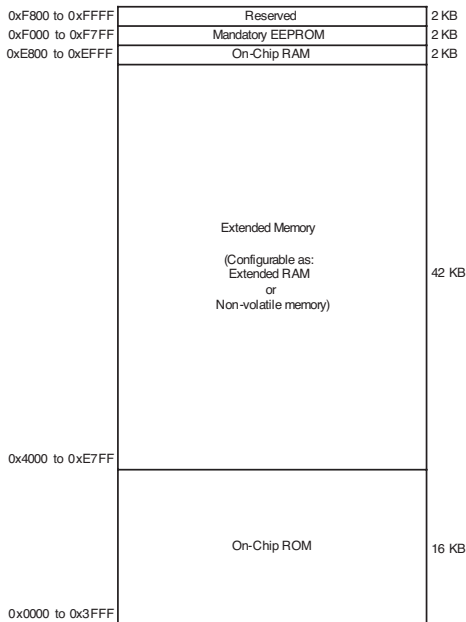 0xF800 to 0xFFFF Reserved 2 KB
0xF000 to 0xF7FF Mandatory EEPROM 2 KB
0xE800 to 0xEFFF On-Chip RAM 2 KB
Extended Memory
(Configurable as:
Extended RAM
or
Non-volatile memory)
42 KB
0x4000 to 0xE7FF
On-Chip ROM 16 KB
0x0000 to 0x3FFF